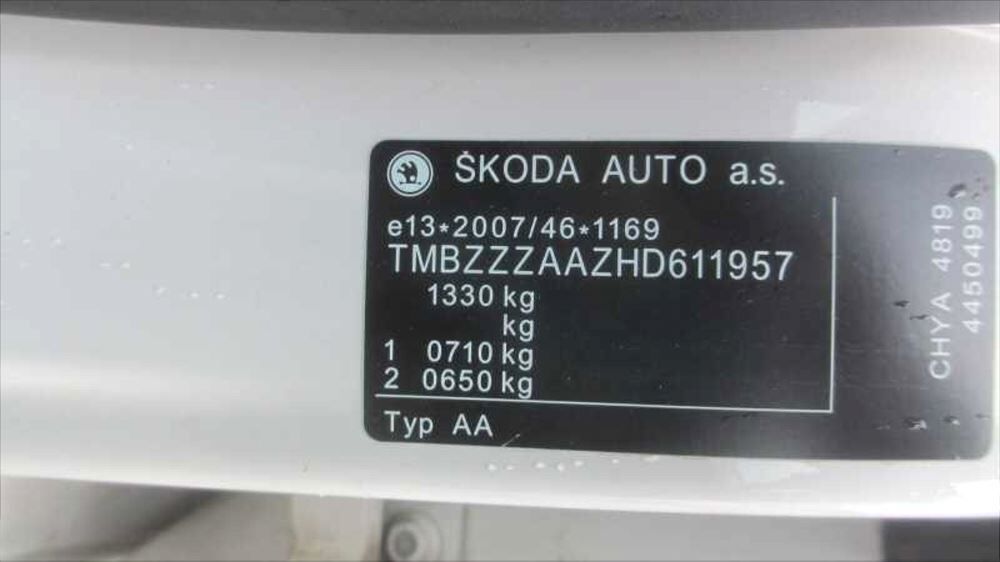 ŠKODA AUTO a.s.
e13*2007/46*1169
TMBZZZAAZHD611957
1330 kg
kg
1 0710 kg
2 0650 kg
Typ AA
CHYA 4819
4450499